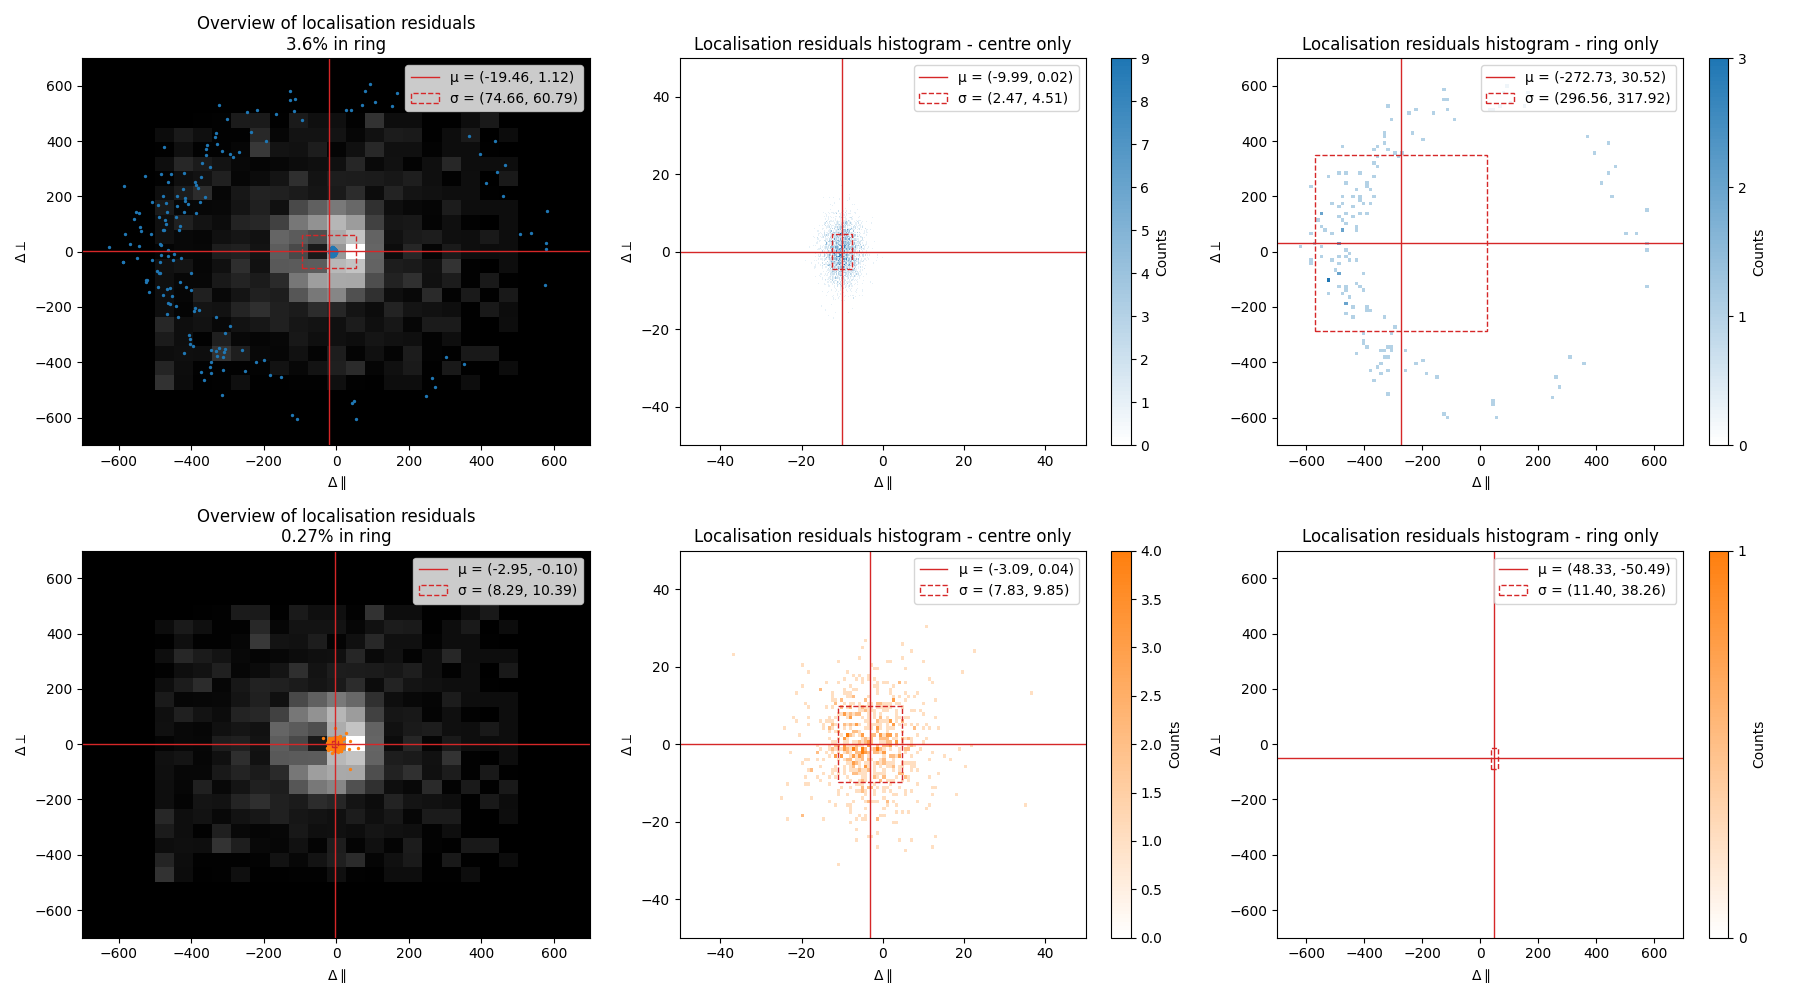 Overview of localisation residuals
3.6% in ring
μ = (-19.46, 1.12)
σ = (74.66, 60.79)
600
400
200
0
−200
−400
−600
Δ ⊥
−600 −400 −200 0 200 400 600
Δ ∥
Localisation residuals histogram - centre only
μ = (-9.99, 0.02)
σ = (2.47, 4.51)
40
20
0
−20
−40
Δ ⊥
−40 −20 0 20 40
Δ ∥
9
8
7
6
5
4
3
2
1
0
Counts
Localisation residuals histogram - ring only
μ = (-272.73, 30.52)
σ = (296.56, 317.92)
600
400
200
0
−200
−400
−600
Δ ⊥
−600 −400 −200 0 200 400 600
Δ ∥
3
2
1
0
Counts
Overview of localisation residuals
0.27% in ring
μ = (-2.95, -0.10)
σ = (8.29, 10.39)
600
400
200
0
−200
−400
−600
Δ ⊥
−600 −400 −200 0 200 400 600
Δ ∥
Localisation residuals histogram - centre only
μ = (-3.09, 0.04)
σ = (7.83, 9.85)
40
20
0
−20
−40
Δ ⊥
−40 −20 0 20 40
Δ ∥
4.0
3.5
3.0
2.5
2.0
1.5
1.0
0.5
0.0
Counts
Localisation residuals histogram - ring only
μ = (48.33, -50.49)
σ = (11.40, 38.26)
600
400
200
0
−200
−400
−600
Δ ⊥
−600 −400 −200 0 200 400 600
Δ ∥
1
0
Counts